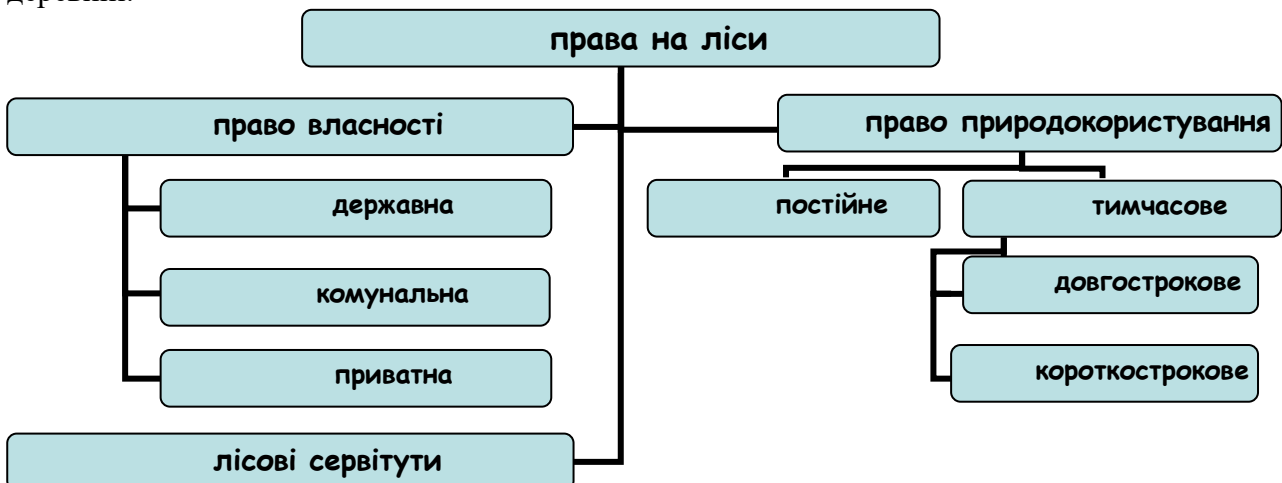 права на ліси
право власності
державна
комунальна
приватна
право природокористування
постійне
тимчасове
довгострокове
короткострокове
лісові сервітути